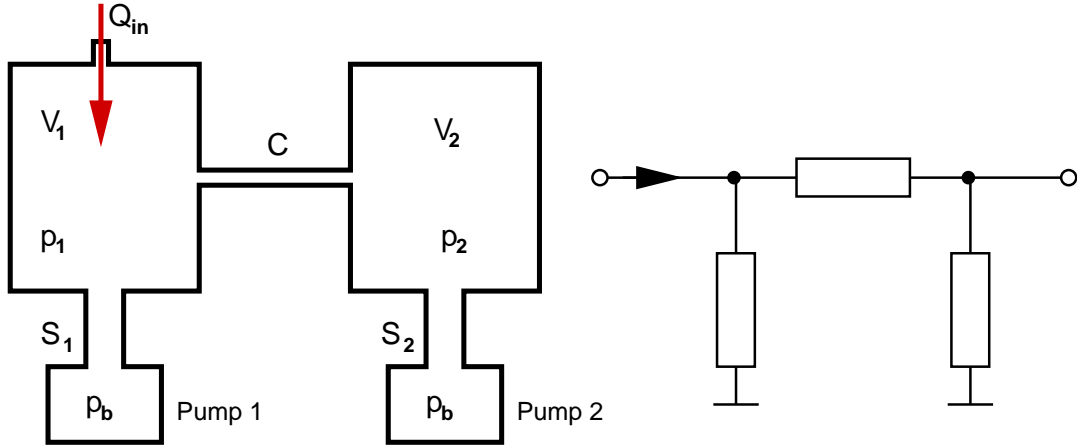 Q_in
V_1 C V_2
p_1 p_2
S_1 S_2
p_b Pump 1 p_b Pump 2